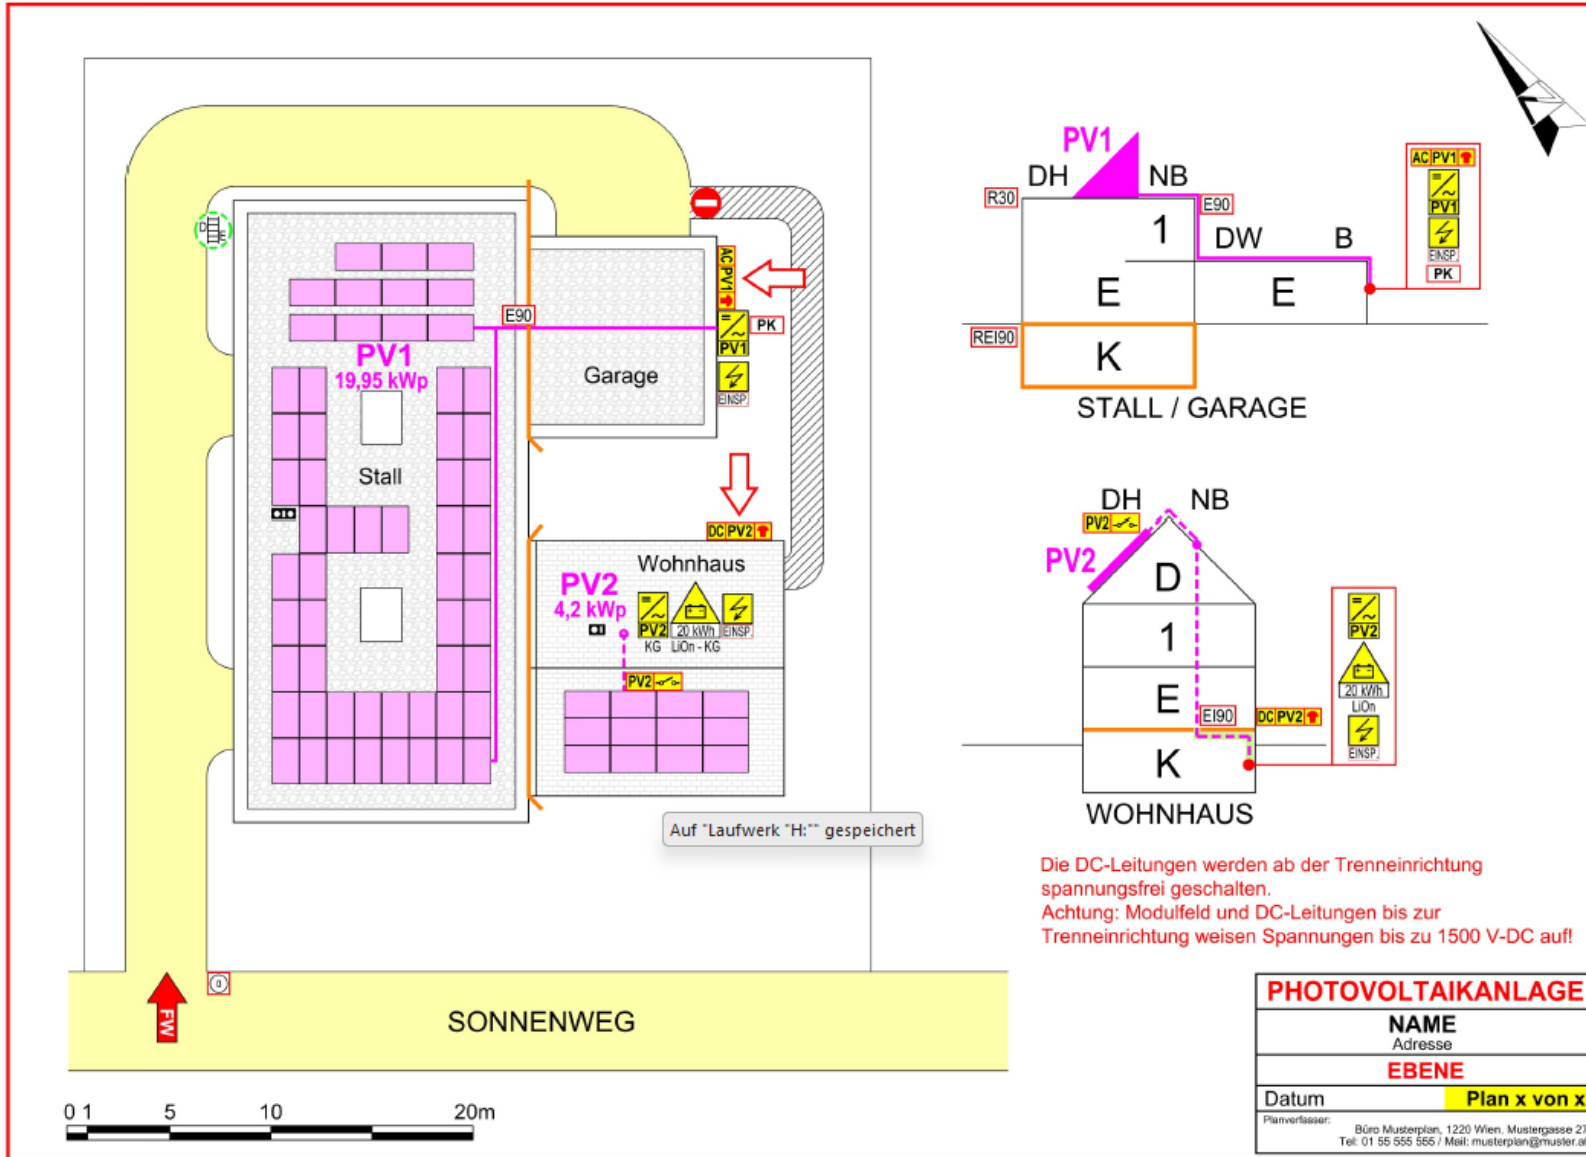 D
E90
AC PV1
=/~
PV1
PK
EINSP.
Garage
PV1
19,95 kWp
Stall
DC PV2
Wohnhaus
PV2
4,2 kWp
=/~
PV2
KG
20 kWh
LiOn - KG
EINSP.
PV2
FW
SONNENWEG
0 1 5 10 20m
Auf "Laufwerk "H:"" gespeichert
PV1
DH NB
R30
E90
1 DW B
E E
REI90
K
STALL / GARAGE
AC PV1
=/~
PV1
EINSP.
PK
DH NB
PV2
PV2
D
1
E
EI90
DC PV2
K
WOHNHAUS
=/~
PV2
20 kWh
LiOn
EINSP.
Die DC-Leitungen werden ab der Trenneinrichtung
spannungsfrei geschalten.
Achtung: Modulfeld und DC-Leitungen bis zur
Trenneinrichtung weisen Spannungen bis zu 1500 V-DC auf!
PHOTOVOLTAIKANLAGE
NAME
Adresse
EBENE
Datum Plan x von x
Planverfasser:
Büro Musterplan, 1220 Wien, Mustergasse 27
Tel: 01 55 555 555 / Mail: musterplan@muster.at
N